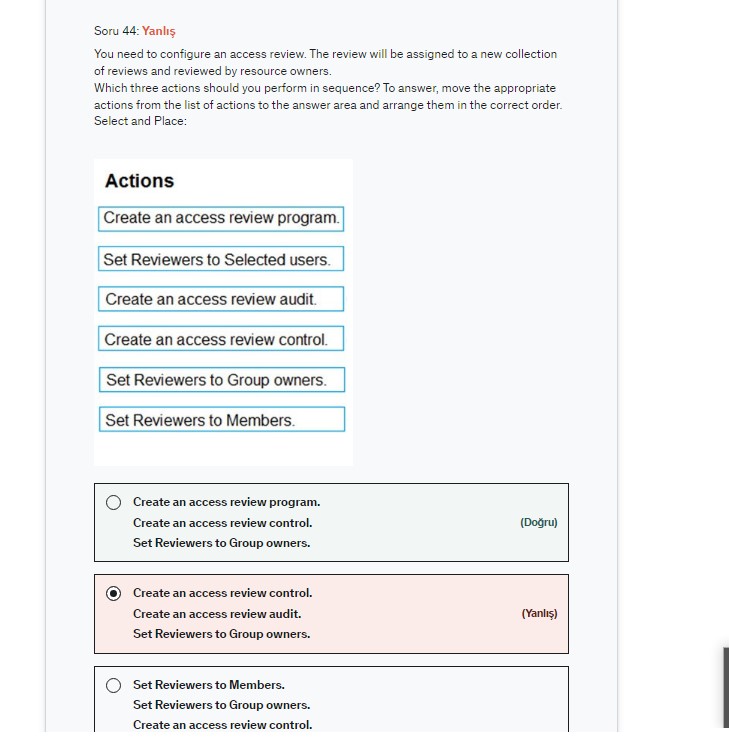 Soru 44: Yanlış
You need to configure an access review. The review will be assigned to a new collection
of reviews and reviewed by resource owners.
Which three actions should you perform in sequence? To answer, move the appropriate
actions from the list of actions to the answer area and arrange them in the correct order.
Select and Place:
Actions
Create an access review program.
Set Reviewers to Selected users.
Create an access review audit.
Create an access review control.
Set Reviewers to Group owners.
Set Reviewers to Members.
Create an access review program.
Create an access review control.
(Doğru)
Set Reviewers to Group owners.
Create an access review control.
Create an access review audit.
(Yanlış)
Set Reviewers to Group owners.
Set Reviewers to Members.
Set Reviewers to Group owners.
Create an access review control.